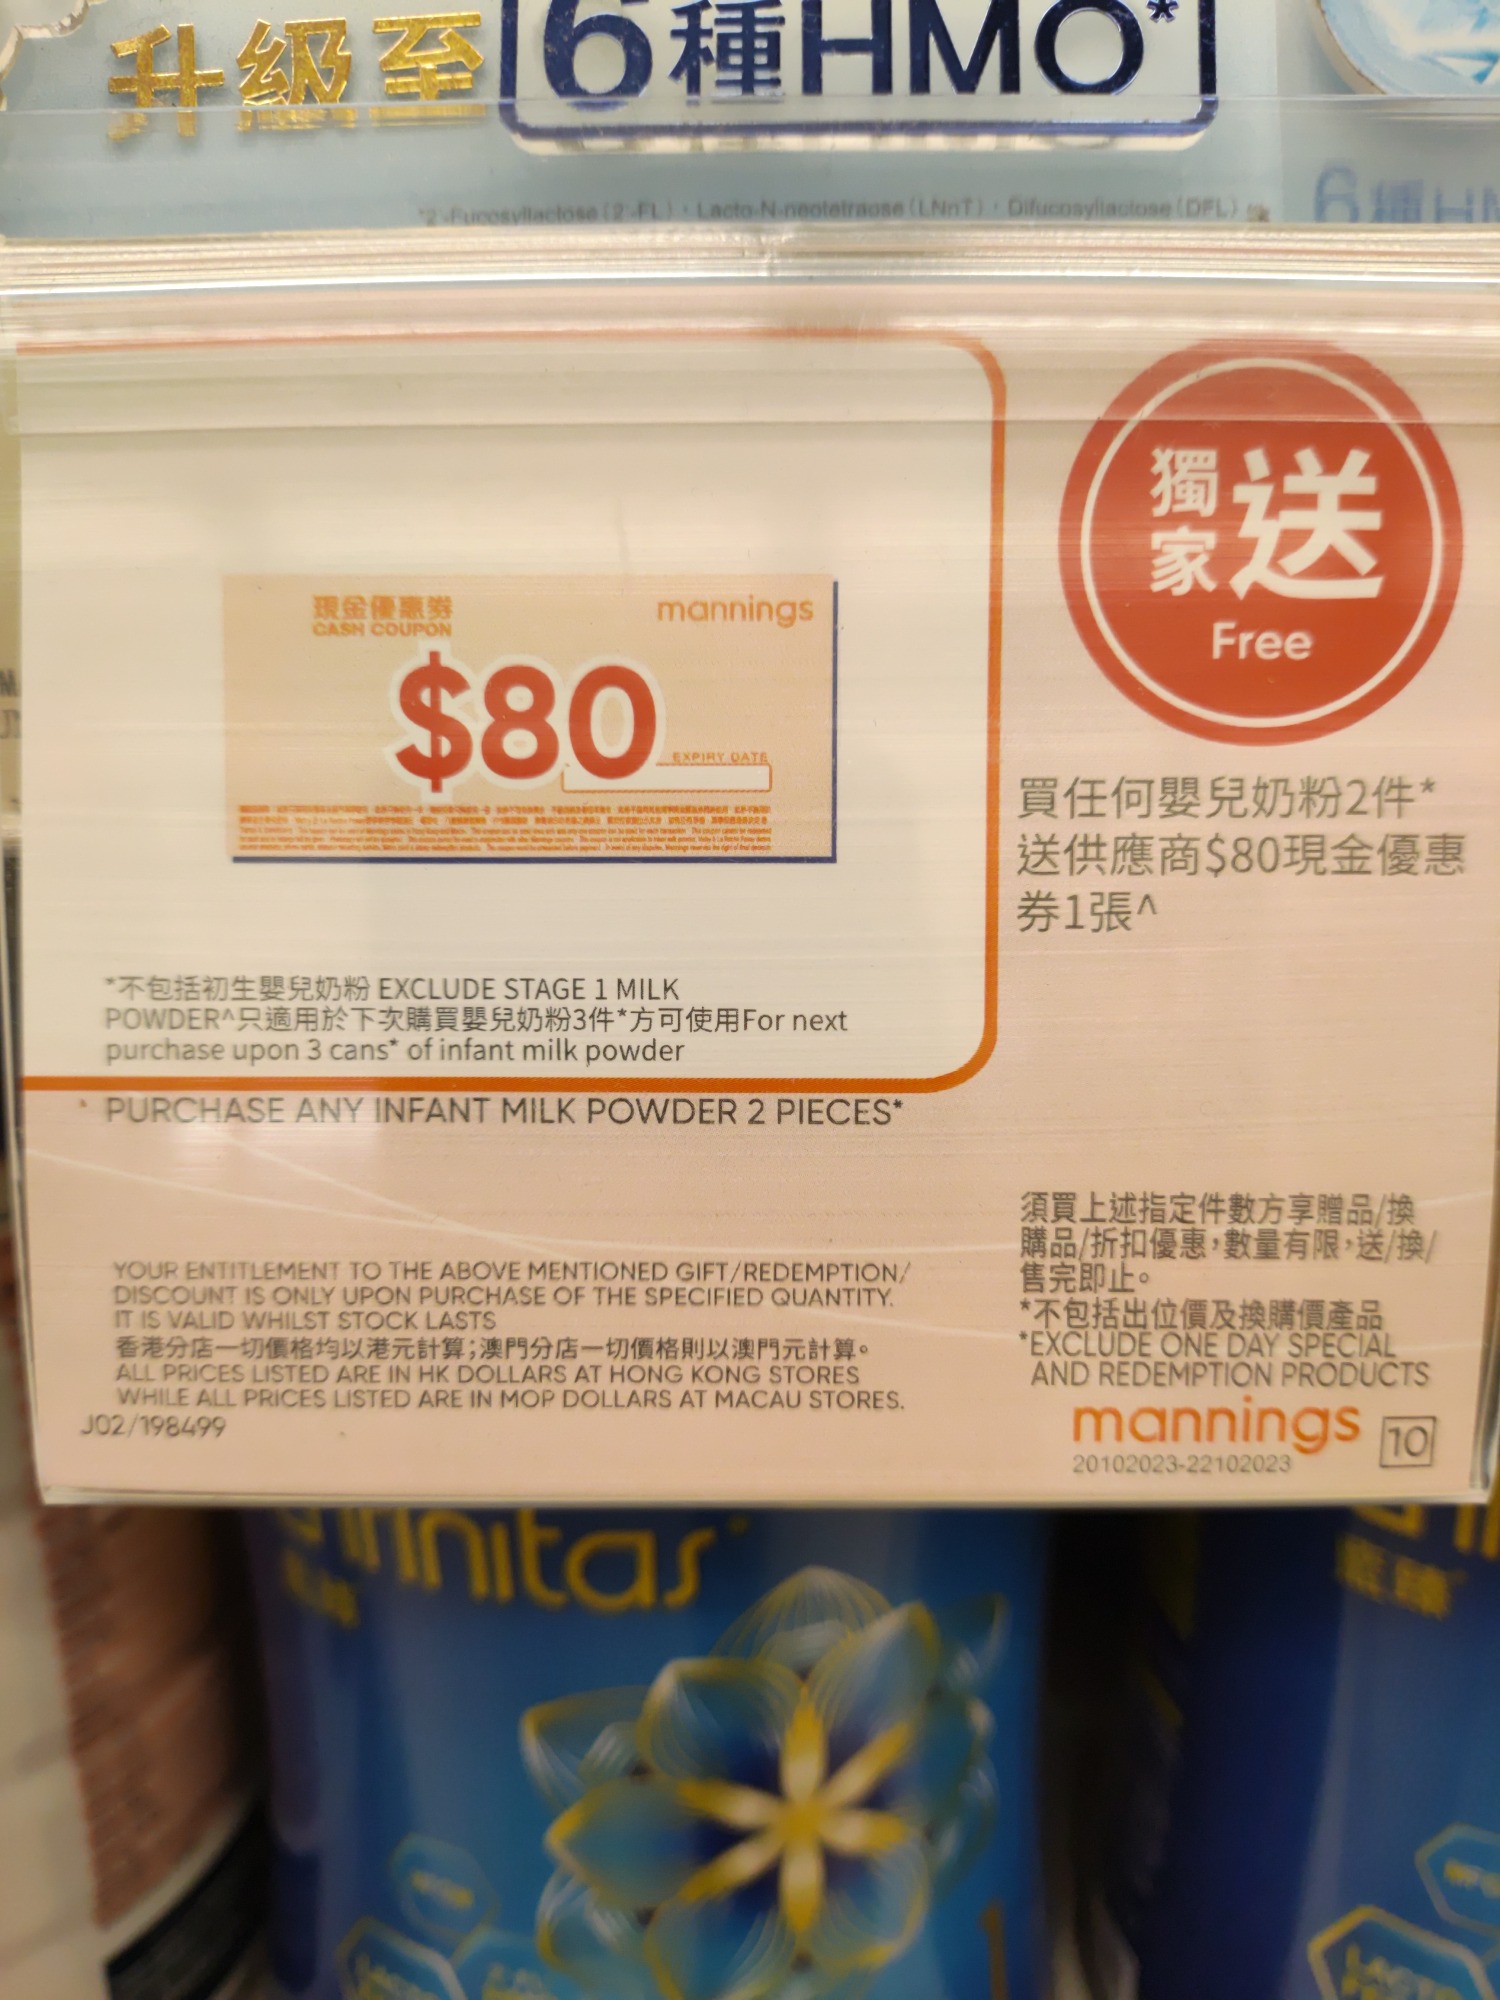 升級至 6種HMO*
*2'-Fucosyllactose (2'-FL)、Lacto-N-neotetraose (LNnT)、Difucosyllactose (DFL)
6種HM
獨家送
Free
現金優惠券
CASH COUPON
mannings
$80
EXPIRY DATE
買任何嬰兒奶粉2件*
送供應商$80現金優惠
券1張^
*不包括初生嬰兒奶粉 EXCLUDE STAGE 1 MILK
POWDER^只適用於下次購買嬰兒奶粉3件*方可使用For next
purchase upon 3 cans* of infant milk powder
PURCHASE ANY INFANT MILK POWDER 2 PIECES*
YOUR ENTITLEMENT TO THE ABOVE MENTIONED GIFT/REDEMPTION/
DISCOUNT IS ONLY UPON PURCHASE OF THE SPECIFIED QUANTITY.
IT IS VALID WHILST STOCK LASTS
香港分店一切價格均以港元計算;澳門分店一切價格則以澳門元計算。
ALL PRICES LISTED ARE IN HK DOLLARS AT HONG KONG STORES
WHILE ALL PRICES LISTED ARE IN MOP DOLLARS AT MACAU STORES.
J02/198499
須買上述指定件數方享贈品/換
購品/折扣優惠,數量有限,送/換/
售完即止。
*不包括出位價及換購價產品
*EXCLUDE ONE DAY SPECIAL
AND REDEMPTION PRODUCTS
mannings 10
20102023-22102023
initas